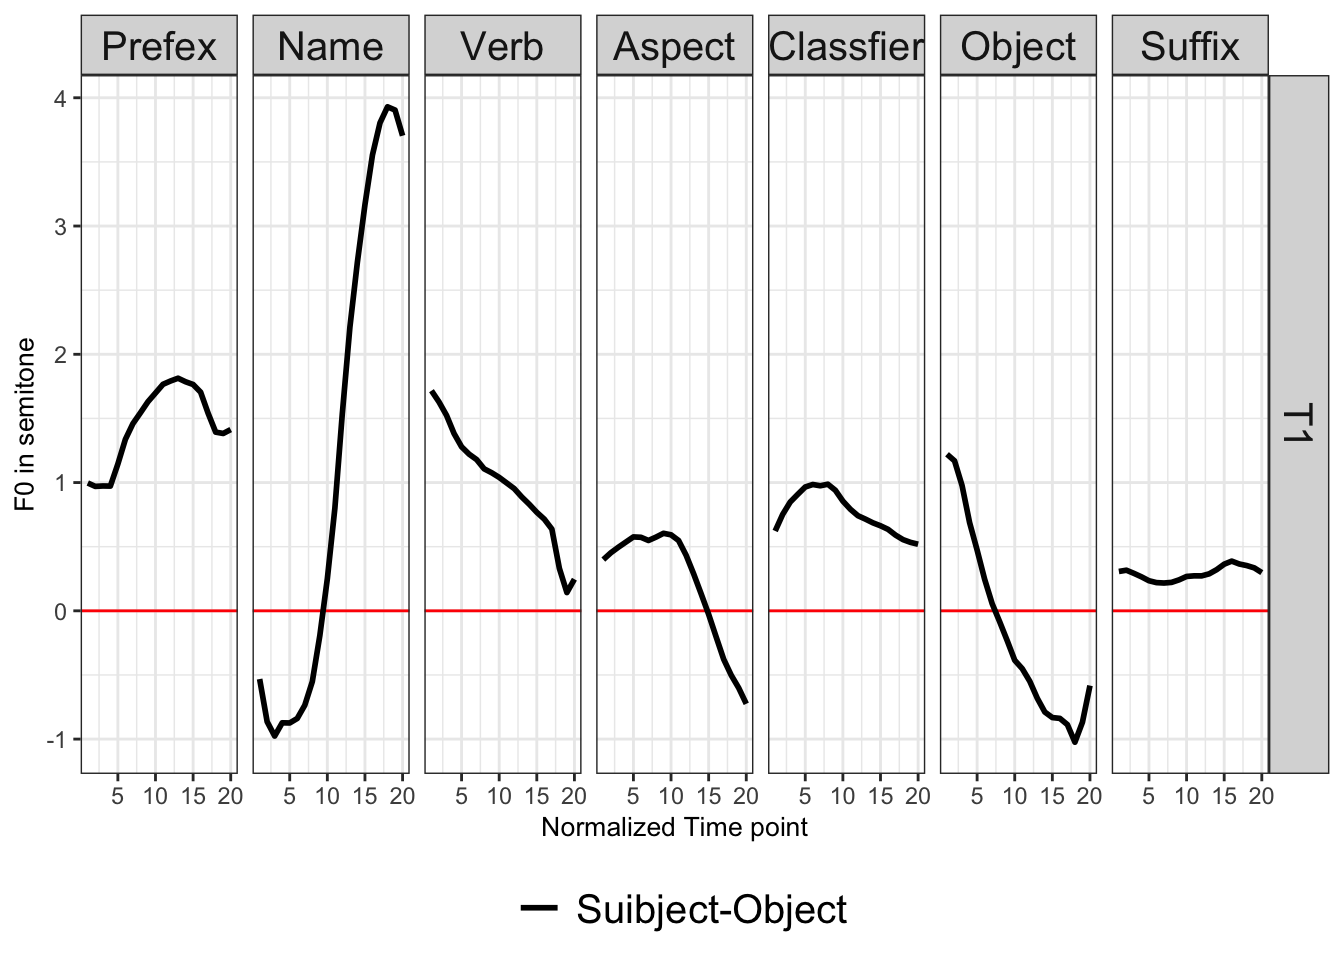 Prefex Name Verb Aspect Classfier Object Suffix
T1
F0 in semitone
4
3
2
1
0
-1
5 10 15 20 5 10 15 20 5 10 15 20 5 10 15 20 5 10 15 20 5 10 15 20 5 10 15 20
Normalized Time point
Suibject-Object